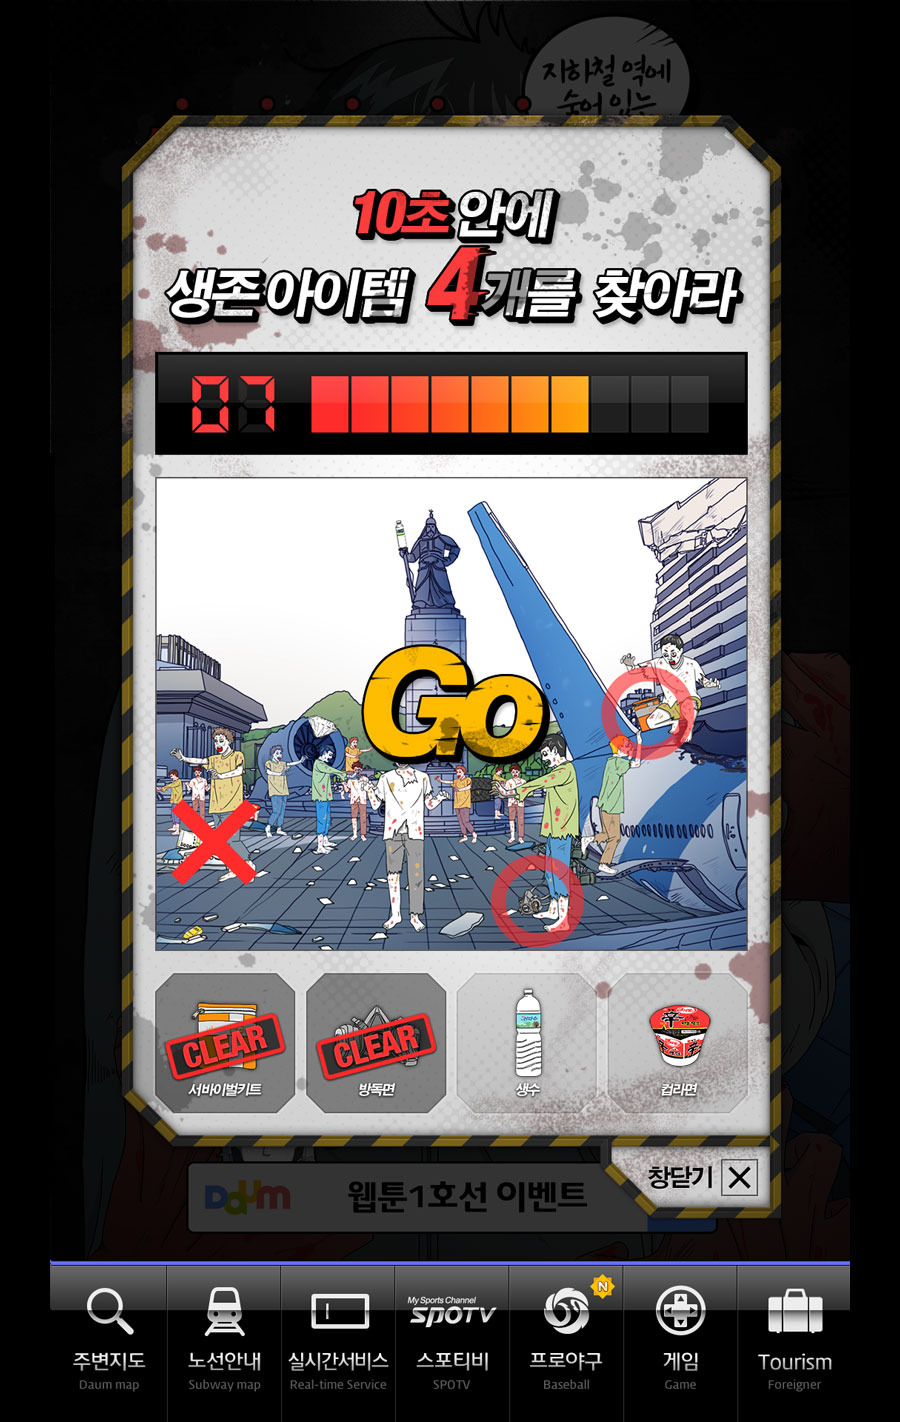 지하철 역에
숨어 있는
10초 안에
생존아이템 4개를 찾아라
07
Go
CLEAR
서바이벌키트
CLEAR
방독면
생수
辛
컵라면
창닫기
Daum
웹툰1호선 이벤트
My Sports Channel
SPOTV
N
주변지도
Daum map
노선안내
Subway map
실시간서비스
Real-time Service
스포티비
SPOTV
프로야구
Baseball
게임
Game
Tourism
Foreigner